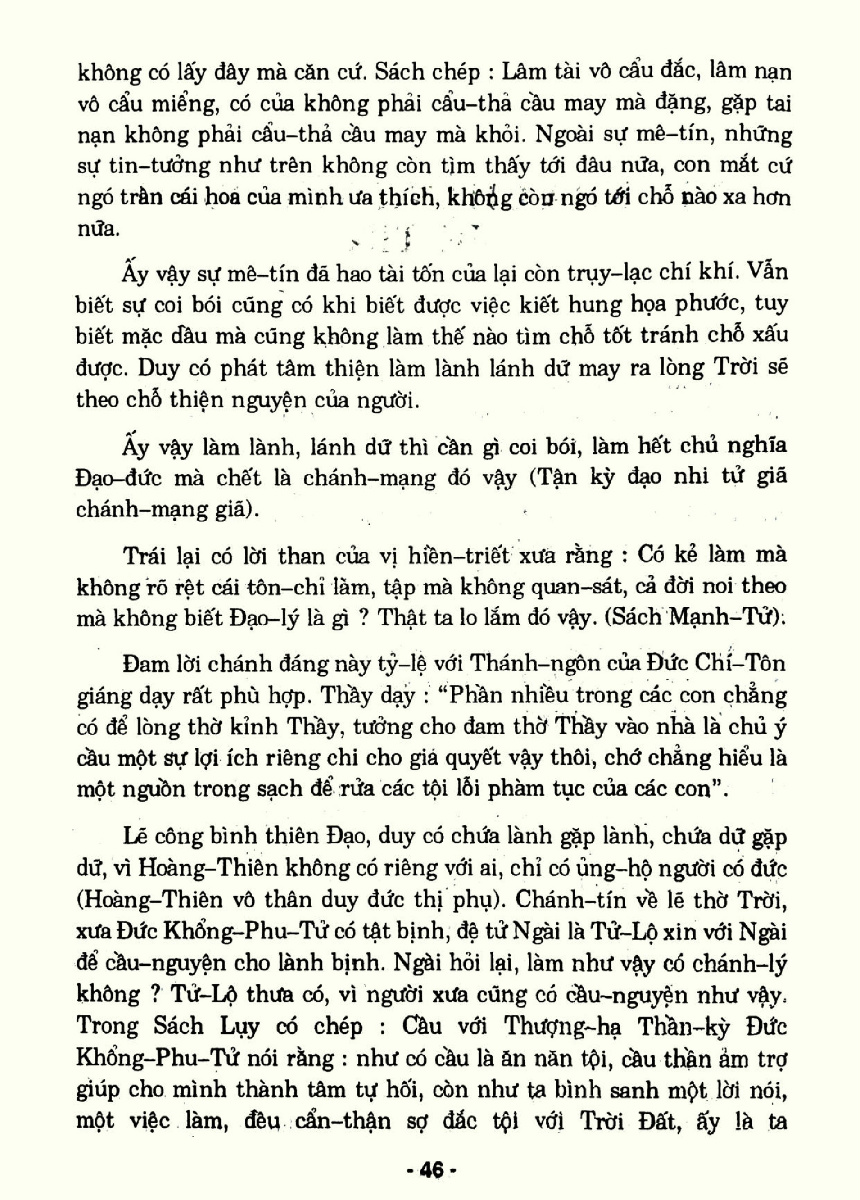 không có lấy đây mà căn cứ. Sách chép : Lâm tài vô cẩu đắc, lâm nạn
vô cẩu miểng, có của không phải cẩu–thả cầu may mà đặng, gặp tai
nạn không phải cẩu–thả cầu may mà khỏi. Ngoài sự mê–tín, những
sự tin–tưởng như trên không còn tìm thấy tới đâu nữa, con mắt cứ
ngó trân cái hoa của mình ưa thích, không còn ngó tới chỗ nào xa hơn
nữa.
Ấy vậy sự mê–tín đã hao tài tốn của lại còn trụy–lạc chí khí. Vẫn
biết sự coi bói cũng có khi biết được việc kiết hung họa phước, tuy
biết mặc dầu mà cũng không làm thế nào tìm chỗ tốt tránh chỗ xấu
được. Duy có phát tâm thiện làm lành lánh dữ may ra lòng Trời sẽ
theo chỗ thiện nguyện của người.
Ấy vậy làm lành, lánh dữ thì cần gì coi bói, làm hết chủ nghĩa
Đạo–đức mà chết là chánh–mạng đó vậy (Tận kỳ đạo nhi tử giã
chánh–mạng giã).
Trái lại có lời than của vị hiền–triết xưa rằng : Có kẻ làm mà
không rõ rệt cái tôn–chỉ làm, tập mà không quan–sát, cả đời noi theo
mà không biết Đạo–lý là gì ? Thật ta lo lắm đó vậy. (Sách Mạnh–Tử).
Đam lời chánh đáng này tỷ–lệ với Thánh–ngôn của Đức Chí–Tôn
giáng dạy rất phù hợp. Thầy dạy : “Phần nhiều trong các con chẳng
có để lòng thờ kỉnh Thầy, tưởng cho đam thờ Thầy vào nhà là chủ ý
cầu một sự lợi ích riêng chi cho giá quyết vậy thôi, chớ chẳng hiểu là
một nguồn trong sạch để rửa các tội lỗi phàm tục của các con”.
Lẽ công bình thiên Đạo, duy có chứa lành gặp lành, chứa dữ gặp
dữ, vì Hoàng–Thiên không có riêng với ai, chỉ có ủng–hộ người có đức
(Hoàng–Thiên vô thân duy đức thị phụ). Chánh–tín về lẽ thờ Trời,
xưa Đức Khổng–Phu–Tử có tật bịnh, đệ tử Ngài là Tử–Lộ xin với Ngài
để cầu–nguyện cho lành bịnh. Ngài hỏi lại, làm như vậy có chánh–lý
không ? Tử–Lộ thưa có, vì người xưa cũng có cầu–nguyện như vậy.
Trong Sách Lụy có chép : Cầu với Thượng–hạ Thần–kỳ Đức
Khổng–Phu–Tử nói rằng : như có cầu là ăn năn tội, cầu thần ảm trợ
giúp cho mình thành tâm tự hối, còn như ta bình sanh một lời nói,
một việc làm, đều cẩn–thận sợ đắc tội với Trời Đất, ấy là ta
- 46 -